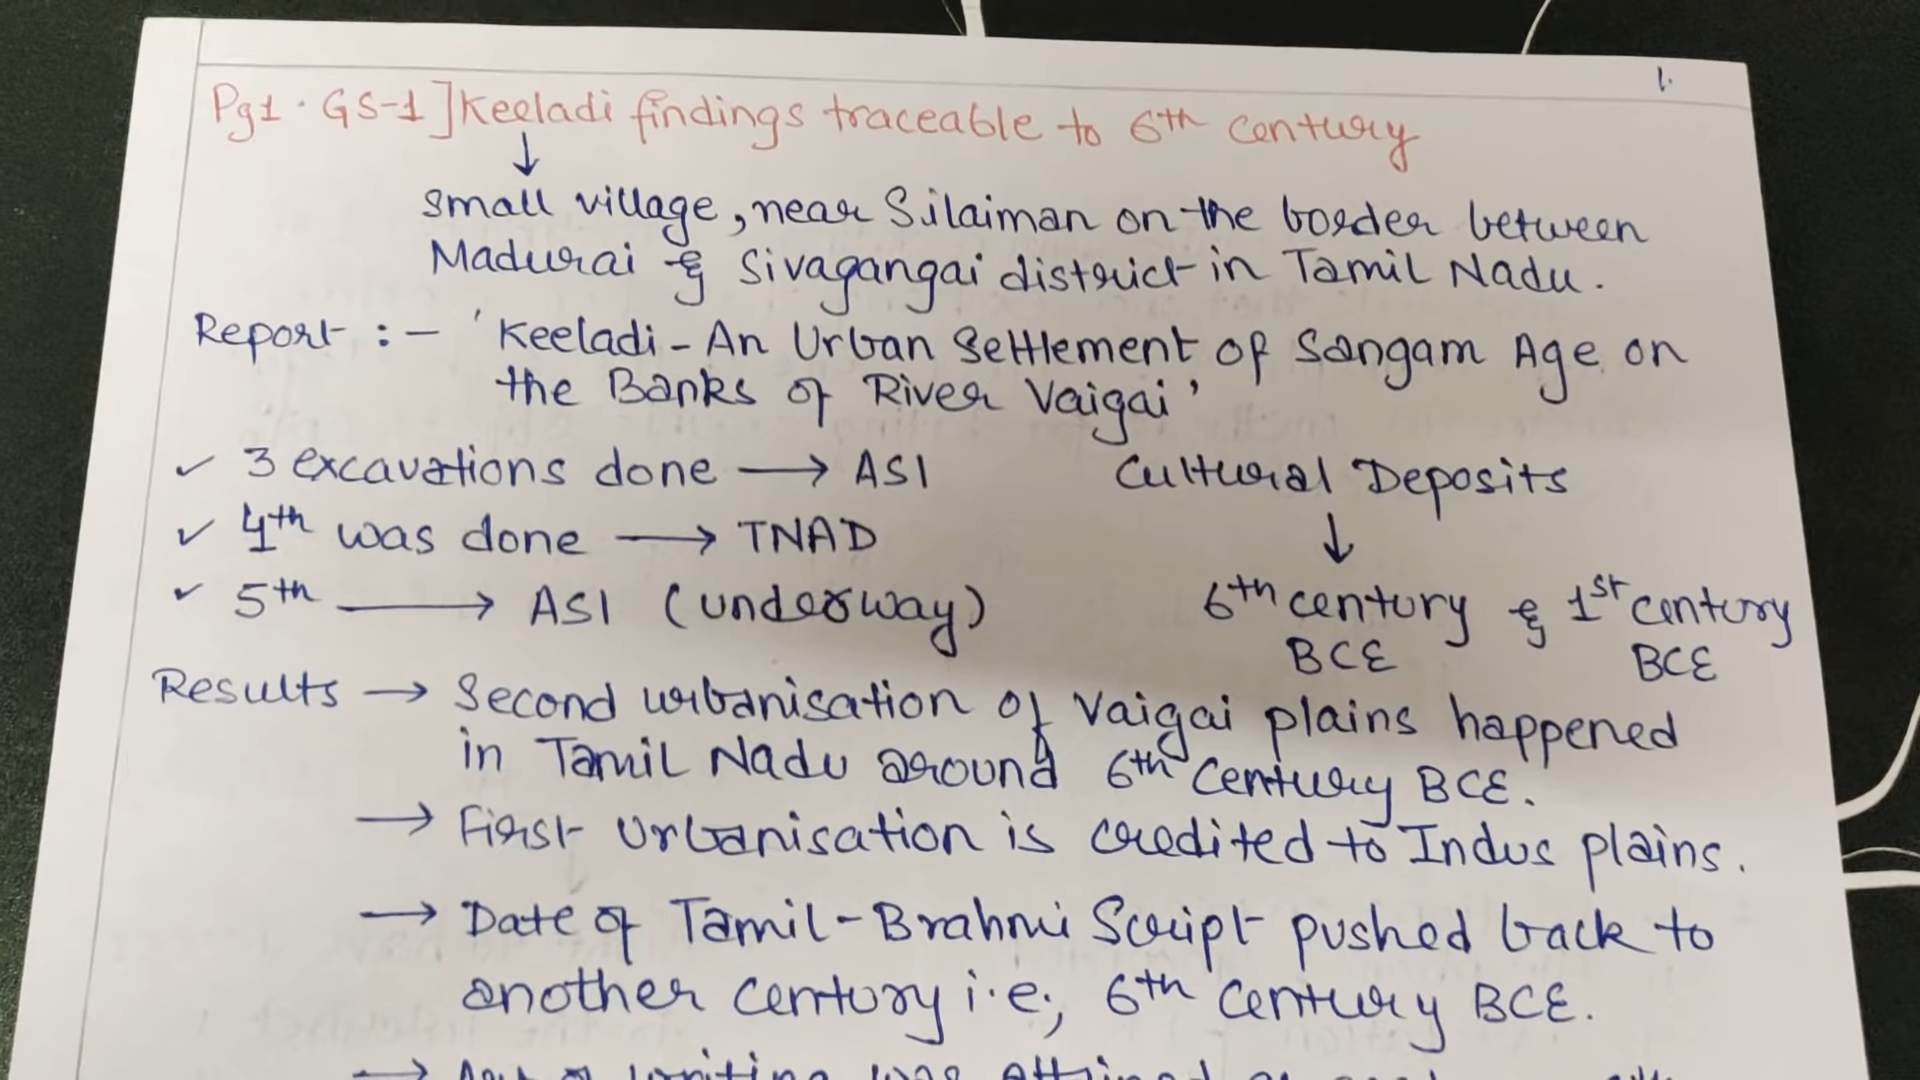 1.
Pg1 · GS-1] Keeladi findings traceable to 6th century
↓
small village, near Silaiman on the border between
Madurai & Sivagangai district in Tamil Nadu.
Report :- 'Keeladi - An Urban Settlement of Sangam Age on
the Banks of River Vaigai'
✓ 3 excavations done → ASI
✓ 4th was done → TNAD
✓ 5th → ASI (underway)
Cultural Deposits
↓
6th century & 1st century
BCE BCE
Results → Second urbanisation of Vaigai plains happened
in Tamil Nadu around 6th Century BCE.
→ First Urbanisation is credited to Indus plains.
→ Date of Tamil-Brahmi Script pushed back to
another century i.e; 6th Century BCE.
→ writing was